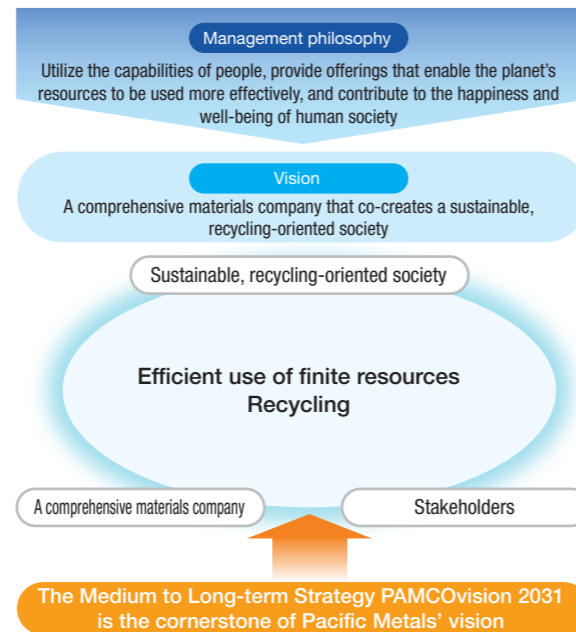 Management philosophy
Utilize the capabilities of people, provide offerings that enable the planet's
resources to be used more effectively, and contribute to the happiness and
well-being of human society
Vision
A comprehensive materials company that co-creates a sustainable,
recycling-oriented society
Sustainable, recycling-oriented society
Efficient use of finite resources
Recycling
A comprehensive materials company
Stakeholders
The Medium to Long-term Strategy PAMCOvision 2031
is the cornerstone of Pacific Metals' vision